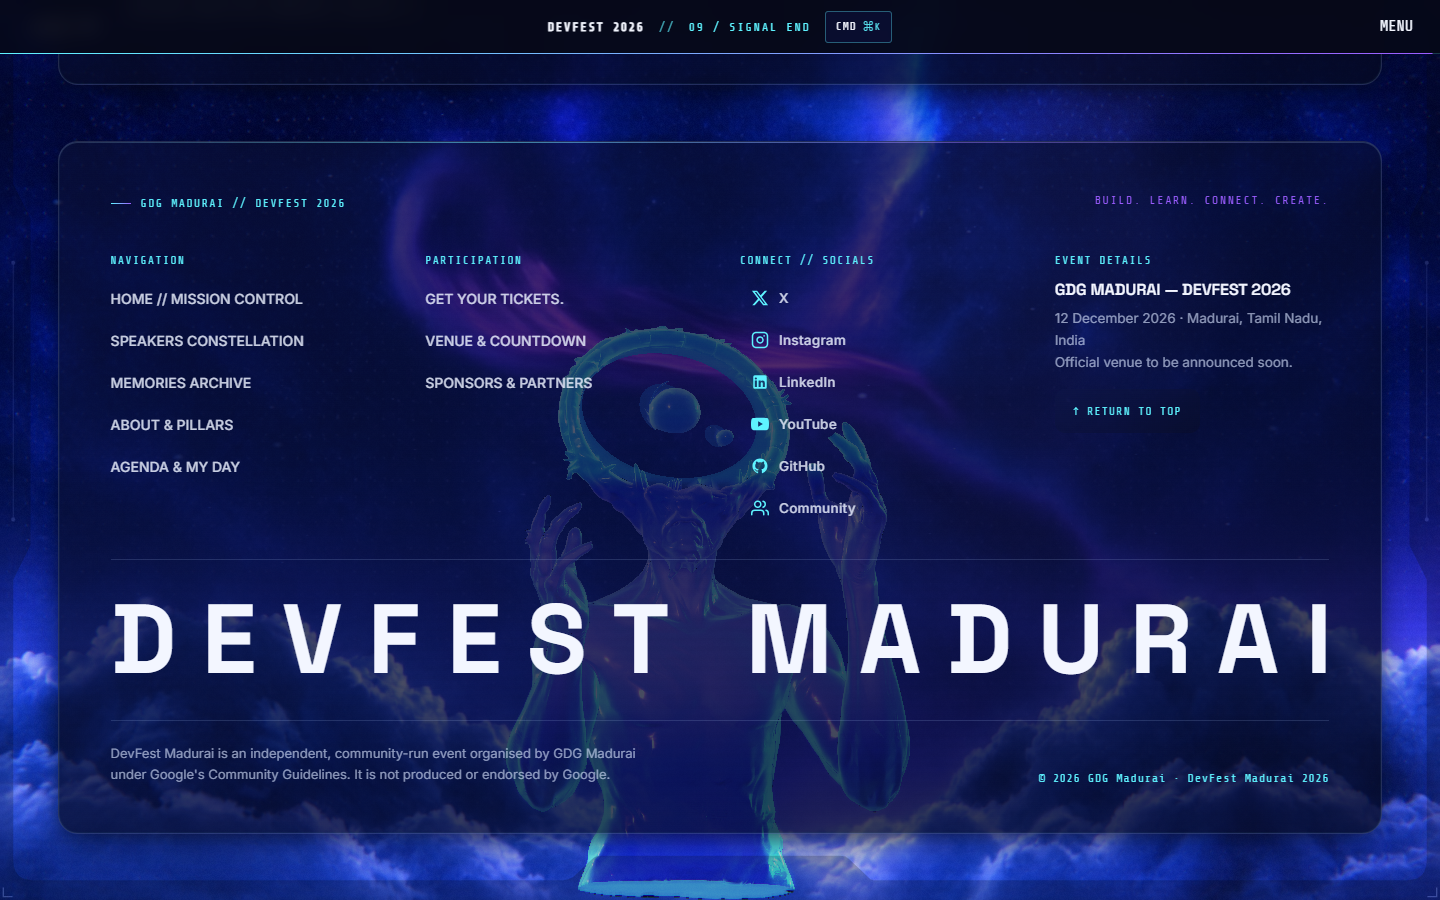 DEVFEST 2026 // 09 / SIGNAL END CMD ⌘K MENU
GDG MADURAI // DEVFEST 2026
BUILD. LEARN. CONNECT. CREATE.
NAVIGATION
HOME // MISSION CONTROL
SPEAKERS CONSTELLATION
MEMORIES ARCHIVE
ABOUT & PILLARS
AGENDA & MY DAY
PARTICIPATION
GET YOUR TICKETS.
VENUE & COUNTDOWN
SPONSORS & PARTNERS
CONNECT // SOCIALS
X
Instagram
LinkedIn
YouTube
GitHub
Community
EVENT DETAILS
GDG MADURAI — DEVFEST 2026
12 December 2026 · Madurai, Tamil Nadu,
India
Official venue to be announced soon.
↑ RETURN TO TOP
DEVFEST MADURAI
DevFest Madurai is an independent, community-run event organised by GDG Madurai
under Google's Community Guidelines. It is not produced or endorsed by Google.
© 2026 GDG Madurai · DevFest Madurai 2026